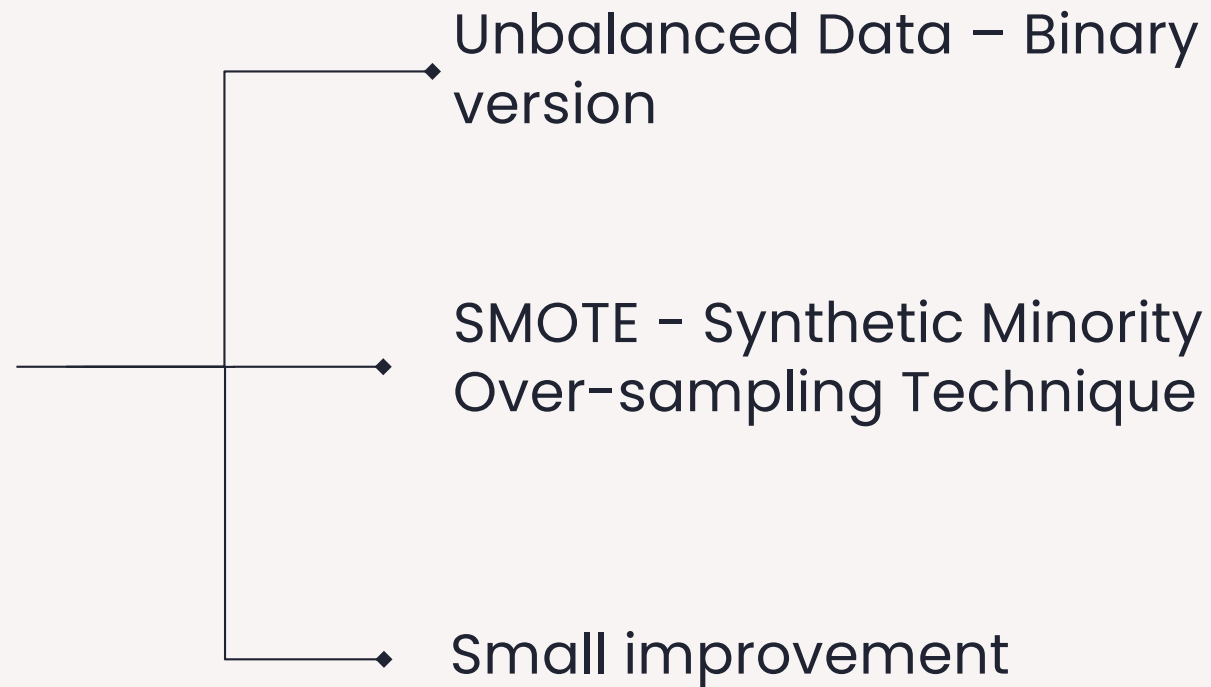 Unbalanced Data – Binary
version
SMOTE - Synthetic Minority
Over-sampling Technique
Small improvement